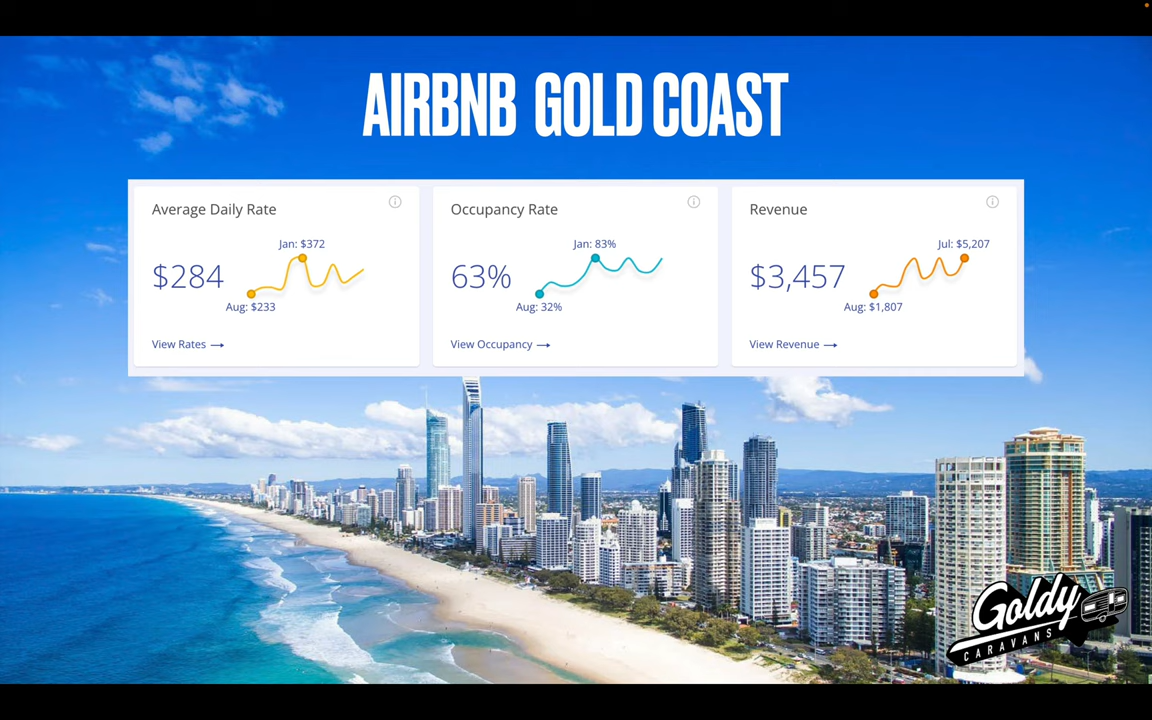 AIRBNB GOLD COAST
Average Daily Rate
Jan: $372
$284
Aug: $233
View Rates →
Occupancy Rate
Jan: 83%
63%
Aug: 32%
View Occupancy →
Revenue
Jul: $5,207
$3,457
Aug: $1,807
View Revenue →
Goldy
CARAVANS